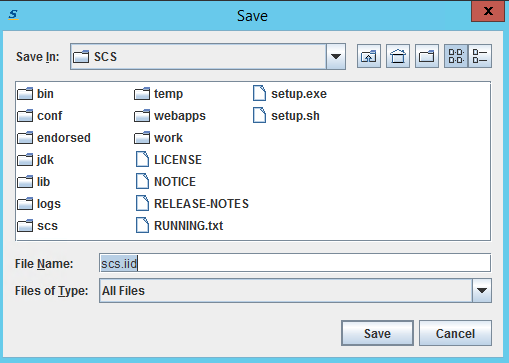 S
Save
X
Save In:
SCS
bin
temp
setup.exe
conf
webapps
setup.sh
endorsed
work
jdk
LICENSE
lib
NOTICE
logs
RELEASE-NOTES
scs
RUNNING.txt
File Name:
scs.iid
Files of Type:
All Files
Save
Cancel